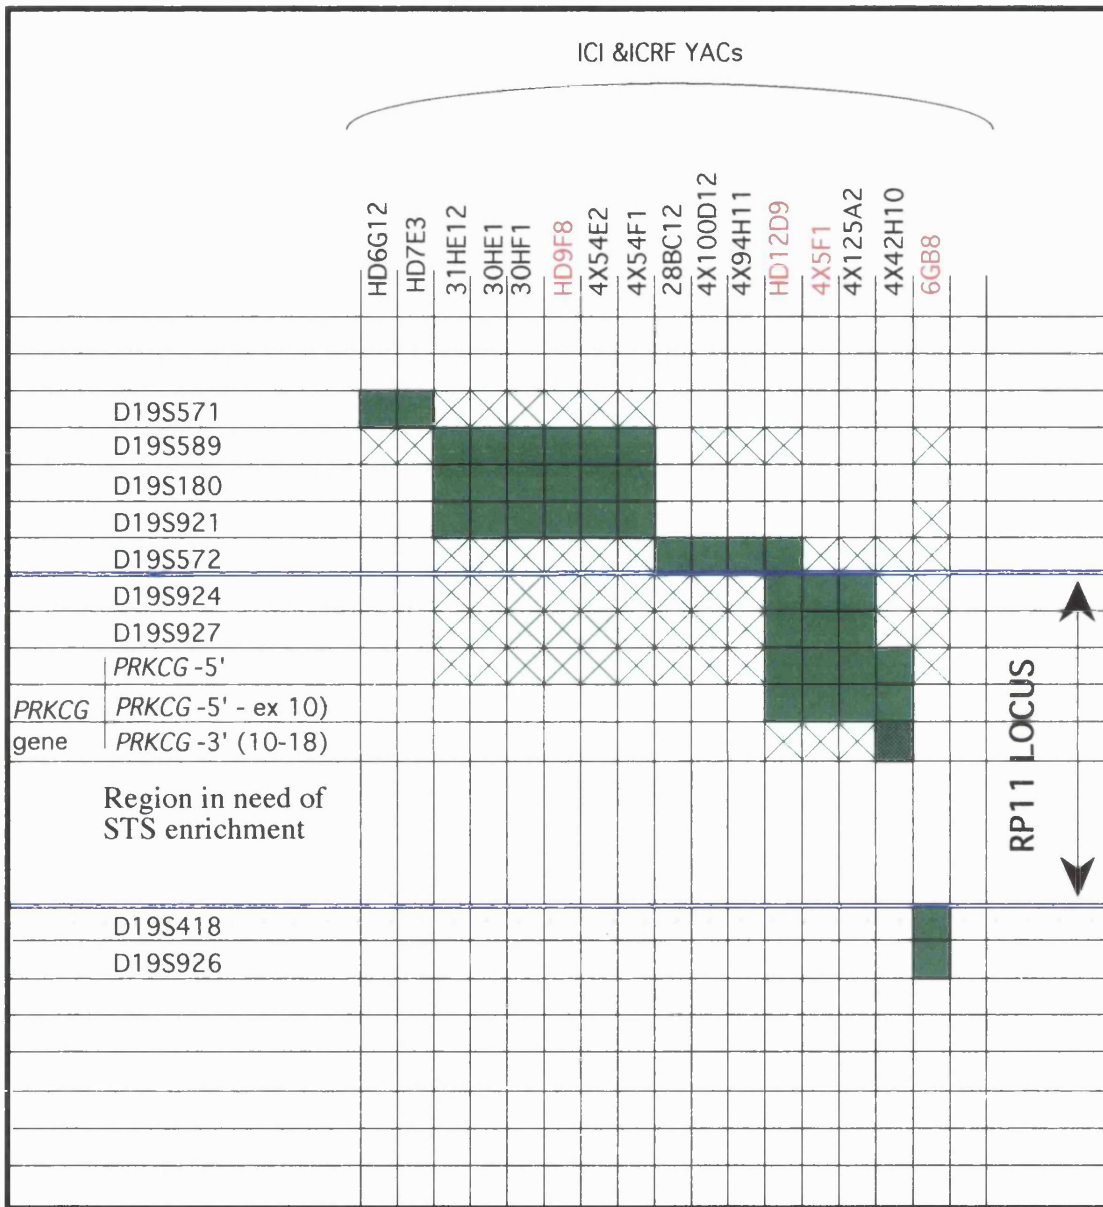 ICI &ICRF YACs
HD6G12
HD7E3
31HE12
30HE1
30HF1
HD9F8
4X54E2
4X54F1
28BC12
4X100D12
4X94H11
HD12D9
4X5F1
4X125A2
4X42H10
6GB8
D19S571
D19S589
D19S180
D19S921
D19S572
D19S924
D19S927
PRKCG -5'
PRKCG PRKCG -5' - ex 10)
gene PRKCG -3' (10-18)
Region in need of
STS enrichment
RP11 LOCUS
D19S418
D19S926